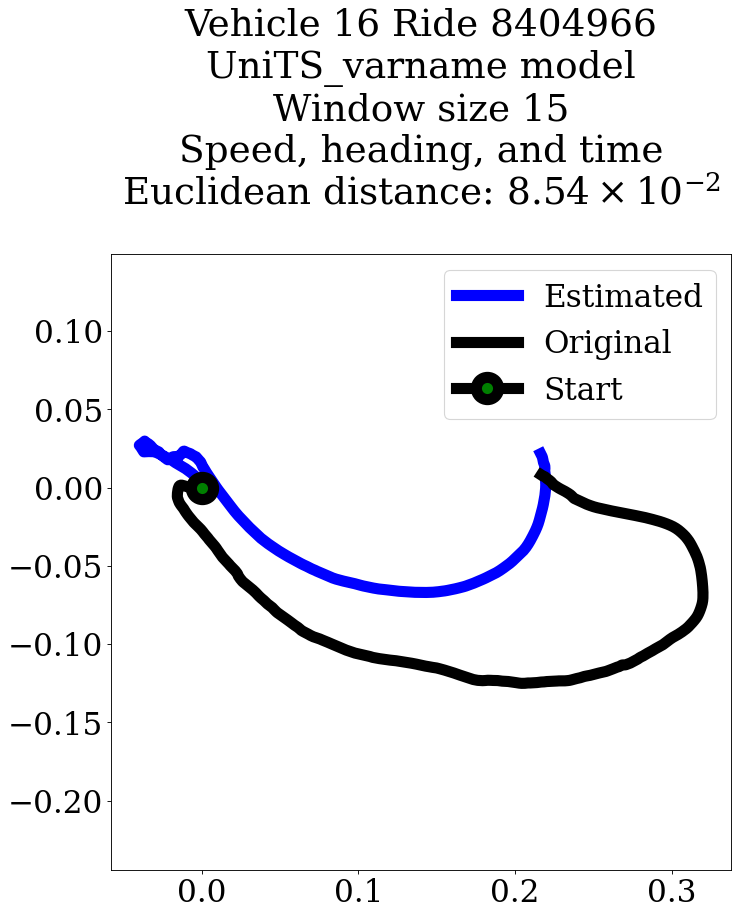 Vehicle 16 Ride 8404966
UniTS_varname model
Window size 15
Speed, heading, and time
Euclidean distance: 8.54 × 10⁻²
Estimated
Original
Start
0.10
0.05
0.00
−0.05
−0.10
−0.15
−0.20
0.0 0.1 0.2 0.3